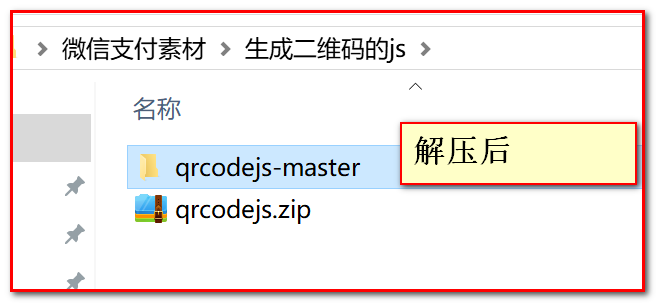 微信支付素材 > 生成二维码的js >
名称
qrcodejs-master
解压后
qrcodejs.zip